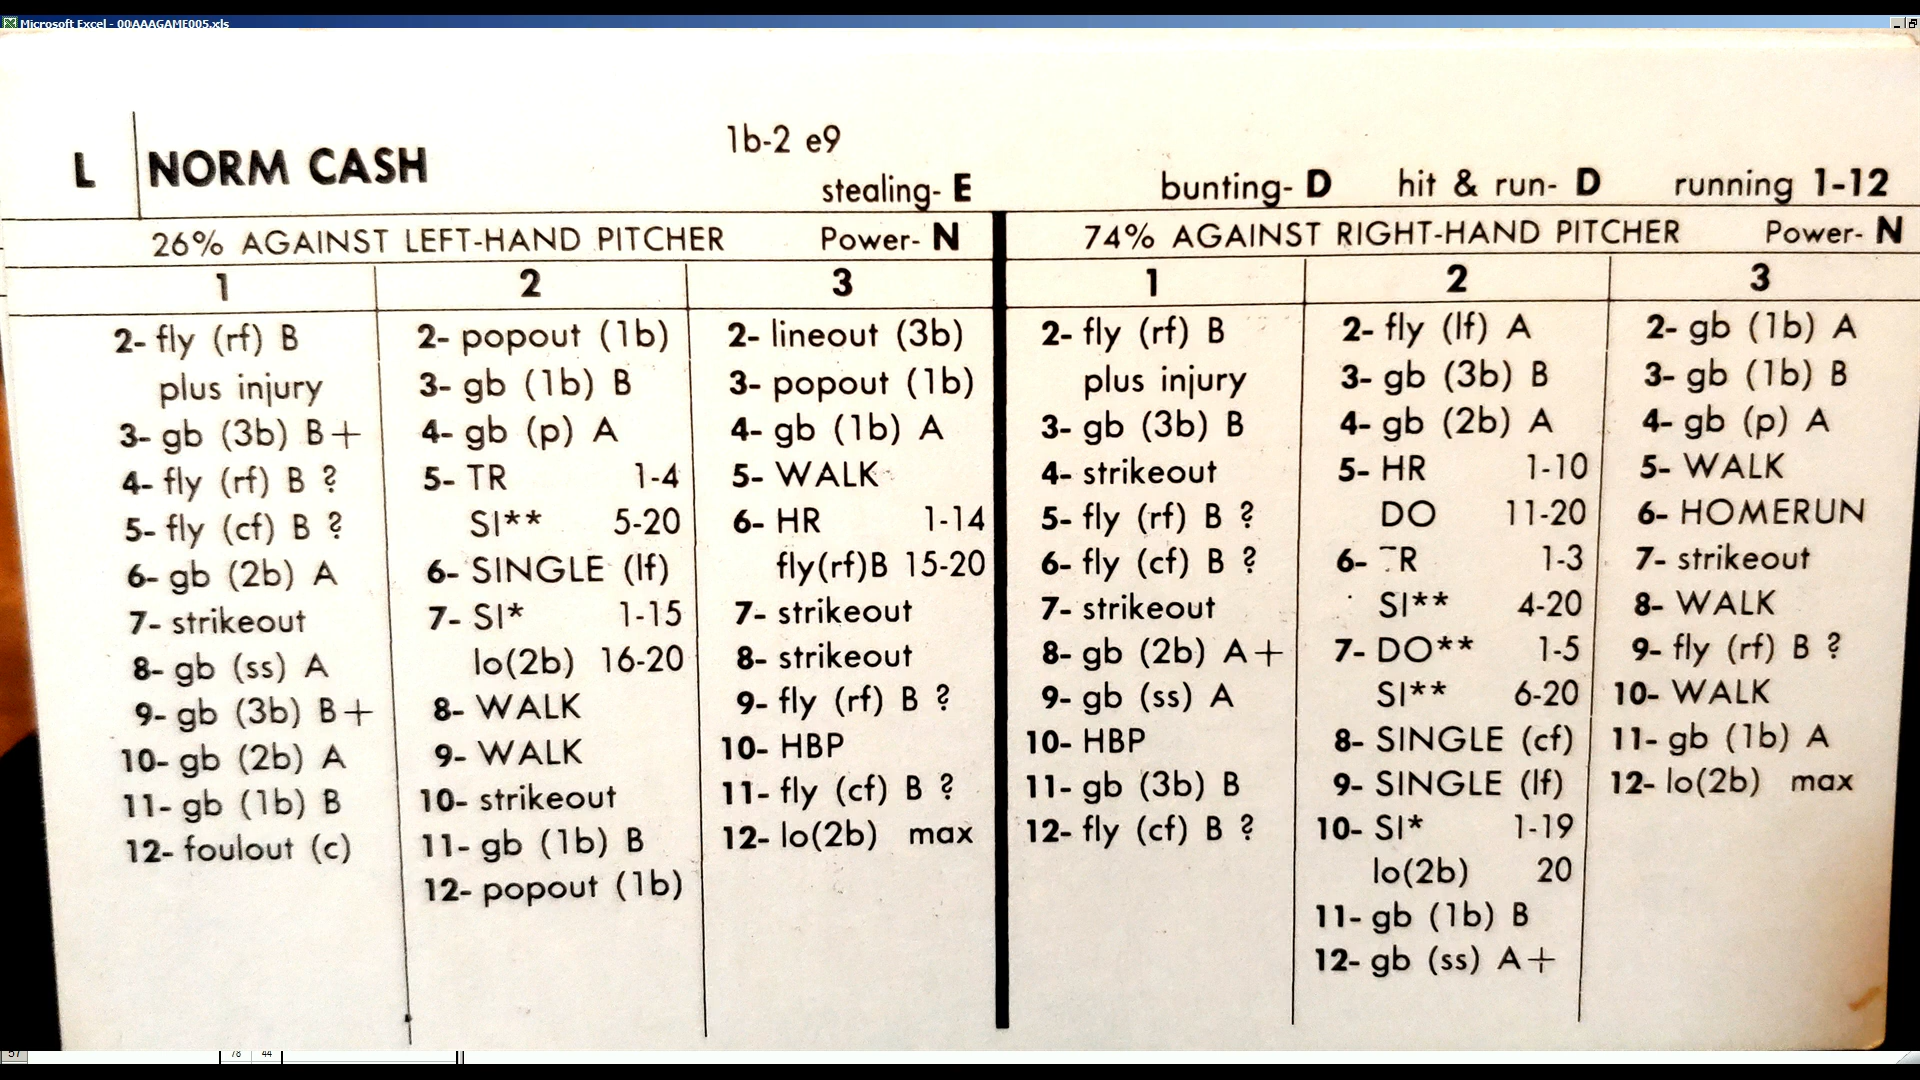 Microsoft Excel - 00AAAGAME005.xls
L NORM CASH 1b-2 e9
stealing- E bunting- D hit & run- D running 1-12
26% AGAINST LEFT-HAND PITCHER Power- N
1
2- fly (rf) B
plus injury
3- gb (3b) B+
4- fly (rf) B ?
5- fly (cf) B ?
6- gb (2b) A
7- strikeout
8- gb (ss) A
9- gb (3b) B+
10- gb (2b) A
11- gb (1b) B
12- foulout (c)
2
2- popout (1b)
3- gb (1b) B
4- gb (p) A
5- TR 1-4
SI** 5-20
6- SINGLE (lf)
7- SI* 1-15
lo(2b) 16-20
8- WALK
9- WALK
10- strikeout
11- gb (1b) B
12- popout (1b)
3
2- lineout (3b)
3- popout (1b)
4- gb (1b) A
5- WALK
6- HR 1-14
fly(rf)B 15-20
7- strikeout
8- strikeout
9- fly (rf) B ?
10- HBP
11- fly (cf) B ?
12- lo(2b) max
74% AGAINST RIGHT-HAND PITCHER Power- N
1
2- fly (rf) B
plus injury
3- gb (3b) B
4- strikeout
5- fly (rf) B ?
6- fly (cf) B ?
7- strikeout
8- gb (2b) A+
9- gb (ss) A
10- HBP
11- gb (3b) B
12- fly (cf) B ?
2
2- fly (lf) A
3- gb (3b) B
4- gb (2b) A
5- HR 1-10
DO 11-20
6- TR 1-3
SI** 4-20
7- DO** 1-5
SI** 6-20
8- SINGLE (cf)
9- SINGLE (lf)
10- SI* 1-19
lo(2b) 20
11- gb (1b) B
12- gb (ss) A+
3
2- gb (1b) A
3- gb (1b) B
4- gb (p) A
5- WALK
6- HOMERUN
7- strikeout
8- WALK
9- fly (rf) B ?
10- WALK
11- gb (1b) A
12- lo(2b) max
57 78 44